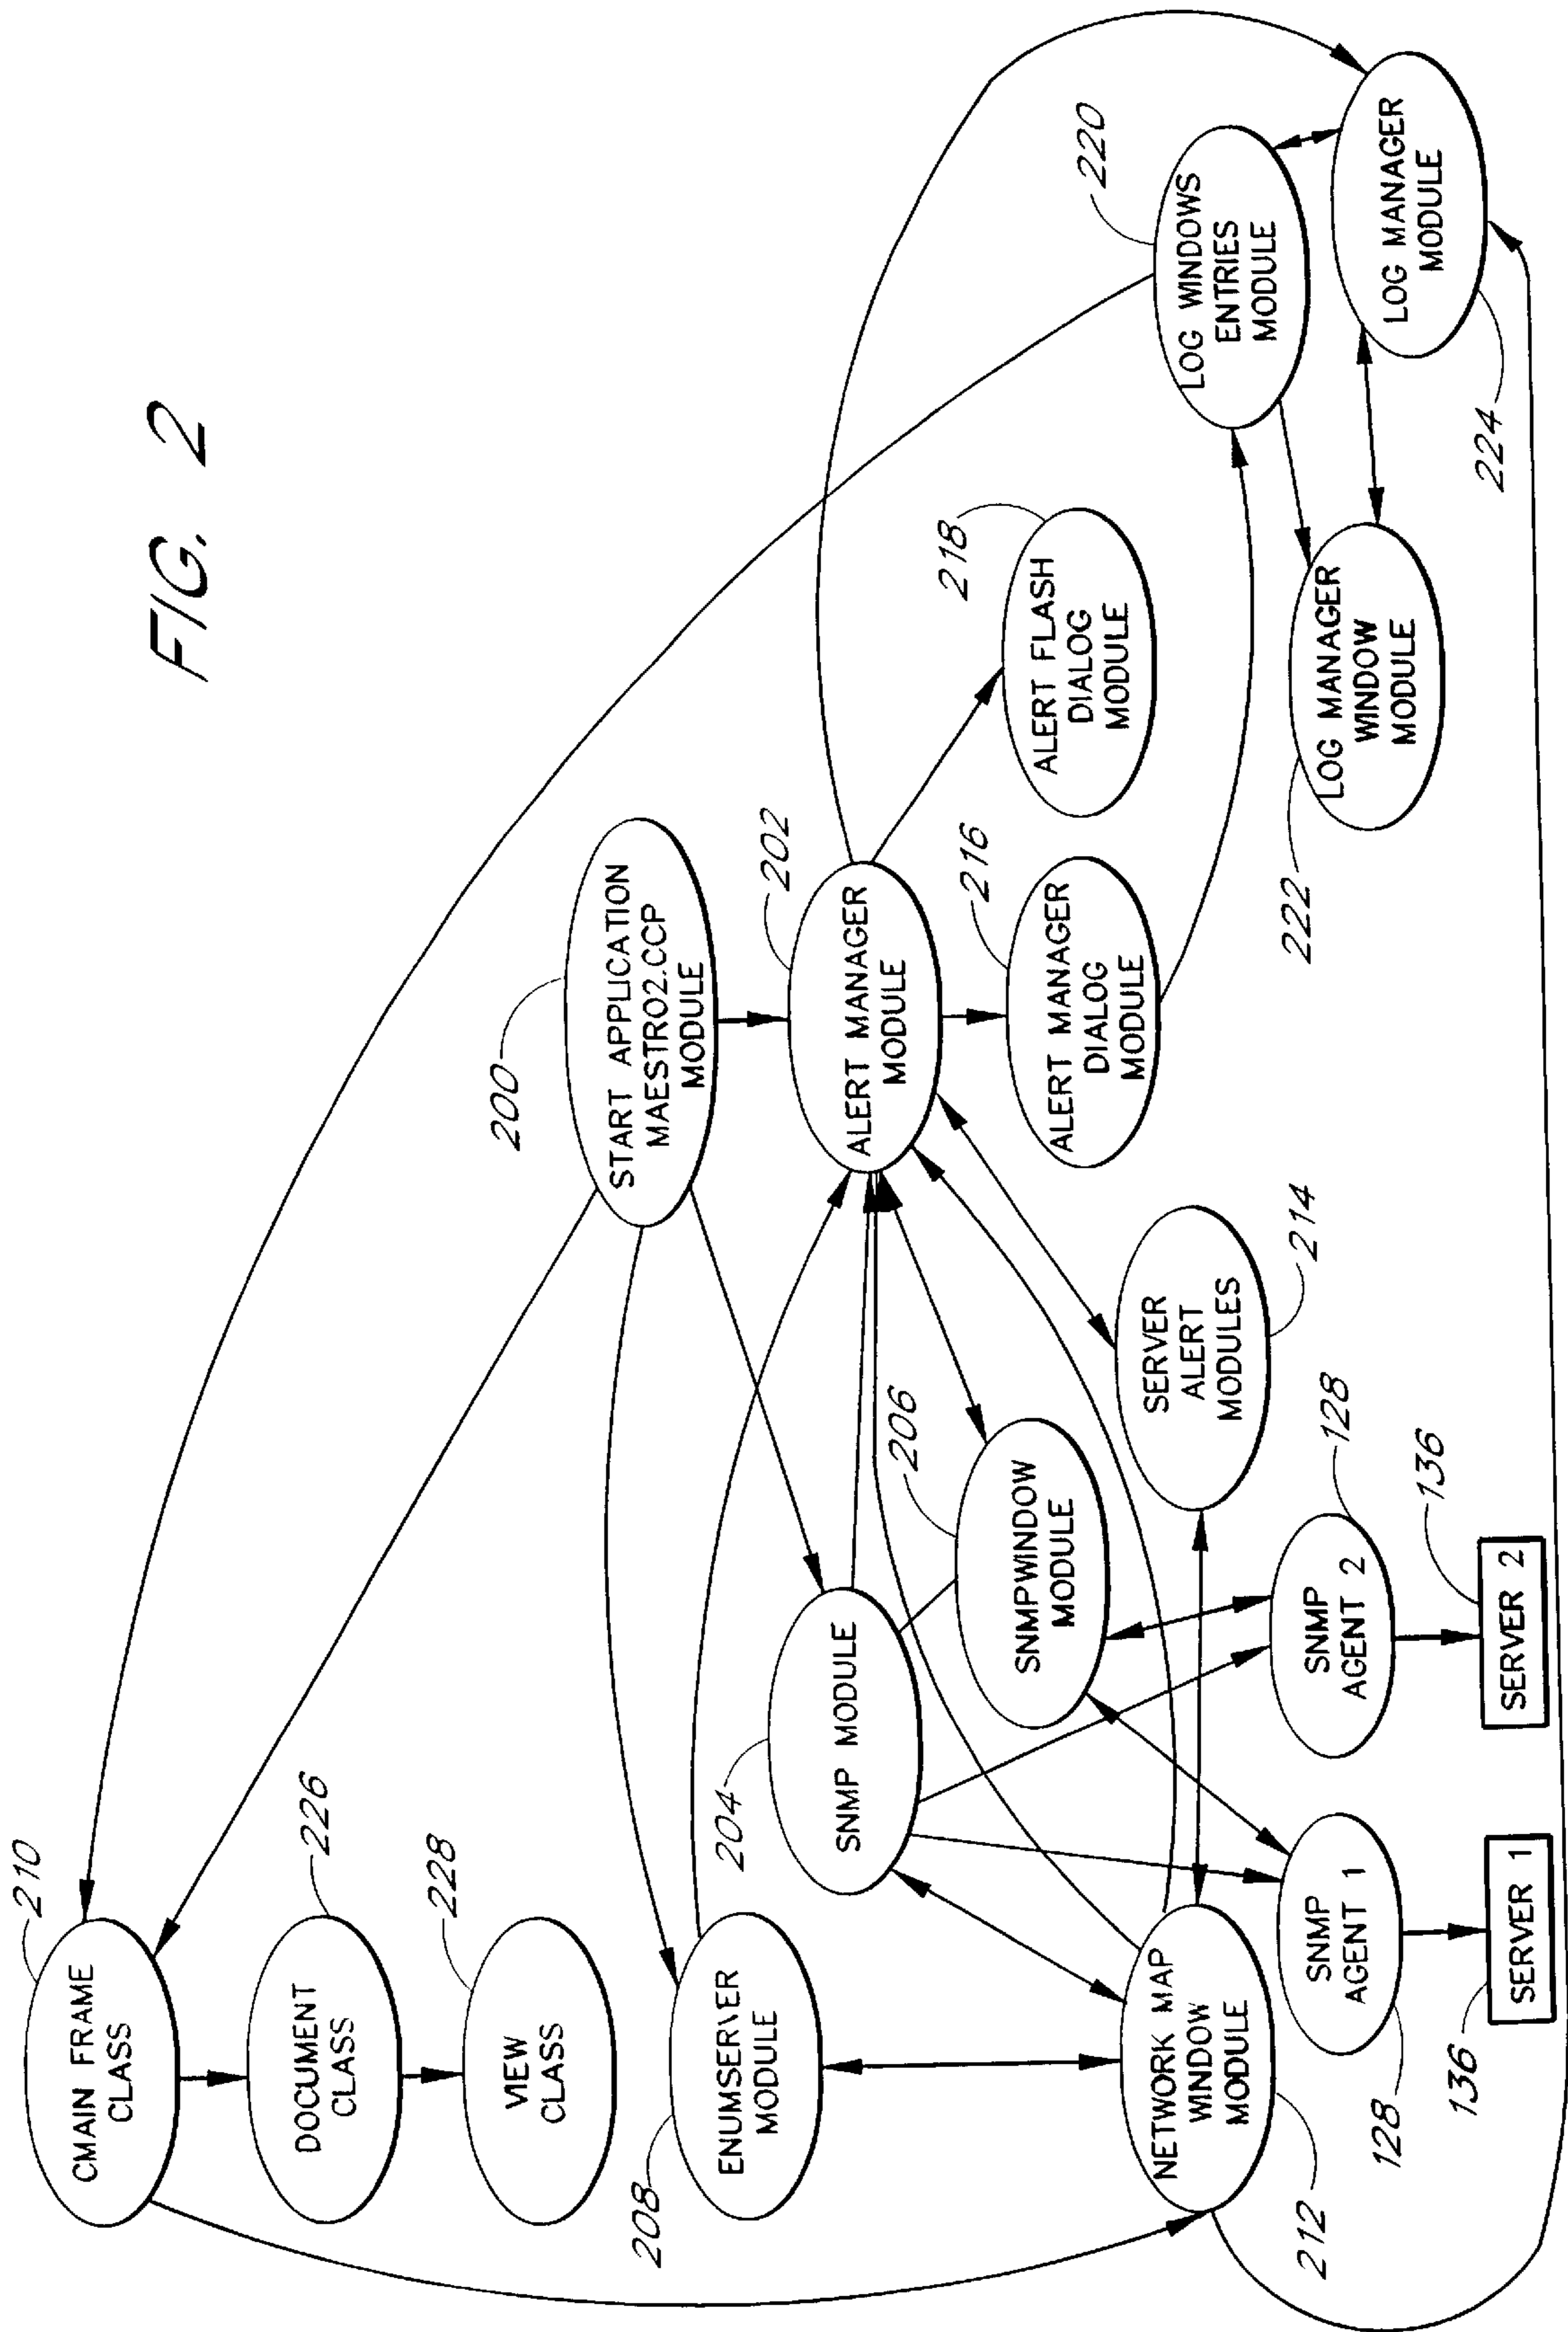 FIG. 2
210
CMAIN FRAME
CLASS
226
DOCUMENT
CLASS
228
VIEW
CLASS
200
START APPLICATION
MAESTRO2.CCP
MODULE
208
ENUMSERVER
MODULE
204
SNMP MODULE
202
ALERT MANAGER
MODULE
206
SNMPWINDOW
MODULE
216
ALERT MANAGER
DIALOG
MODULE
218
ALERT FLASH
DIALOG
MODULE
220
LOG WINDOWS
ENTRIES
MODULE
212
NETWORK MAP
WINDOW
MODULE
214
SERVER
ALERT
MODULES
222
LOG MANAGER
WINDOW
MODULE
224
LOG MANAGER
MODULE
128
SNMP
AGENT 1
128
SNMP
AGENT 2
136
SERVER 1
136
SERVER 2